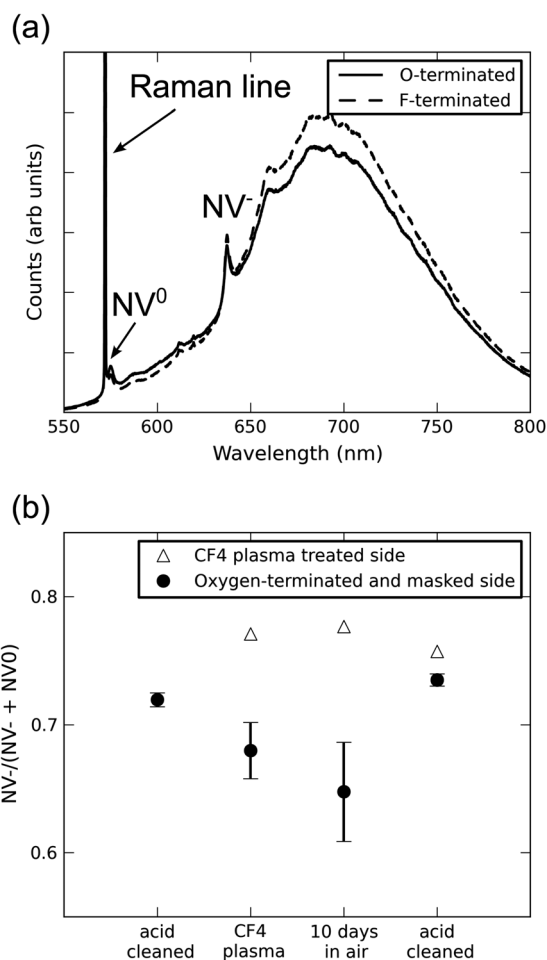 (a)
O-terminated
F-terminated
Raman line
NV-
NV0
Counts (arb units)
550 600 650 700 750 800
Wavelength (nm)
(b)
CF4 plasma treated side
Oxygen-terminated and masked side
0.8
0.7
0.6
NV-/(NV- + NV0)
acid cleaned
CF4 plasma
10 days in air
acid cleaned